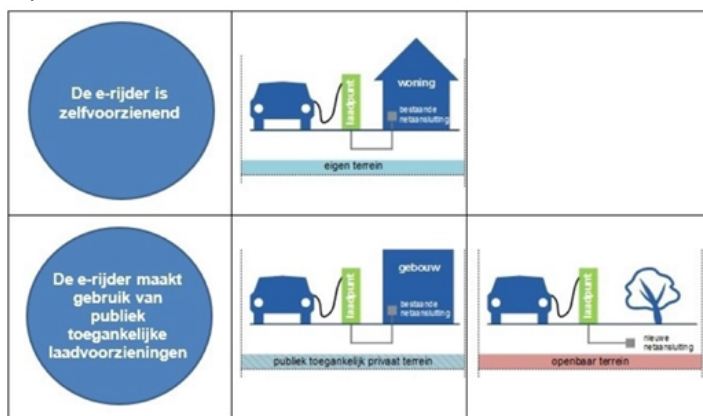 De e-rijder is
zelfvoorzienend
laadpunt
woning
bestaande
netaansluiting
eigen terrein
De e-rijder maakt
gebruik van
publiek
toegankelijke
laadvoorzieningen
laadpunt
gebouw
bestaande
netaansluiting
publiek toegankelijk privaat terrein
laadpunt
nieuwe
netaansluiting
openbaar terrein